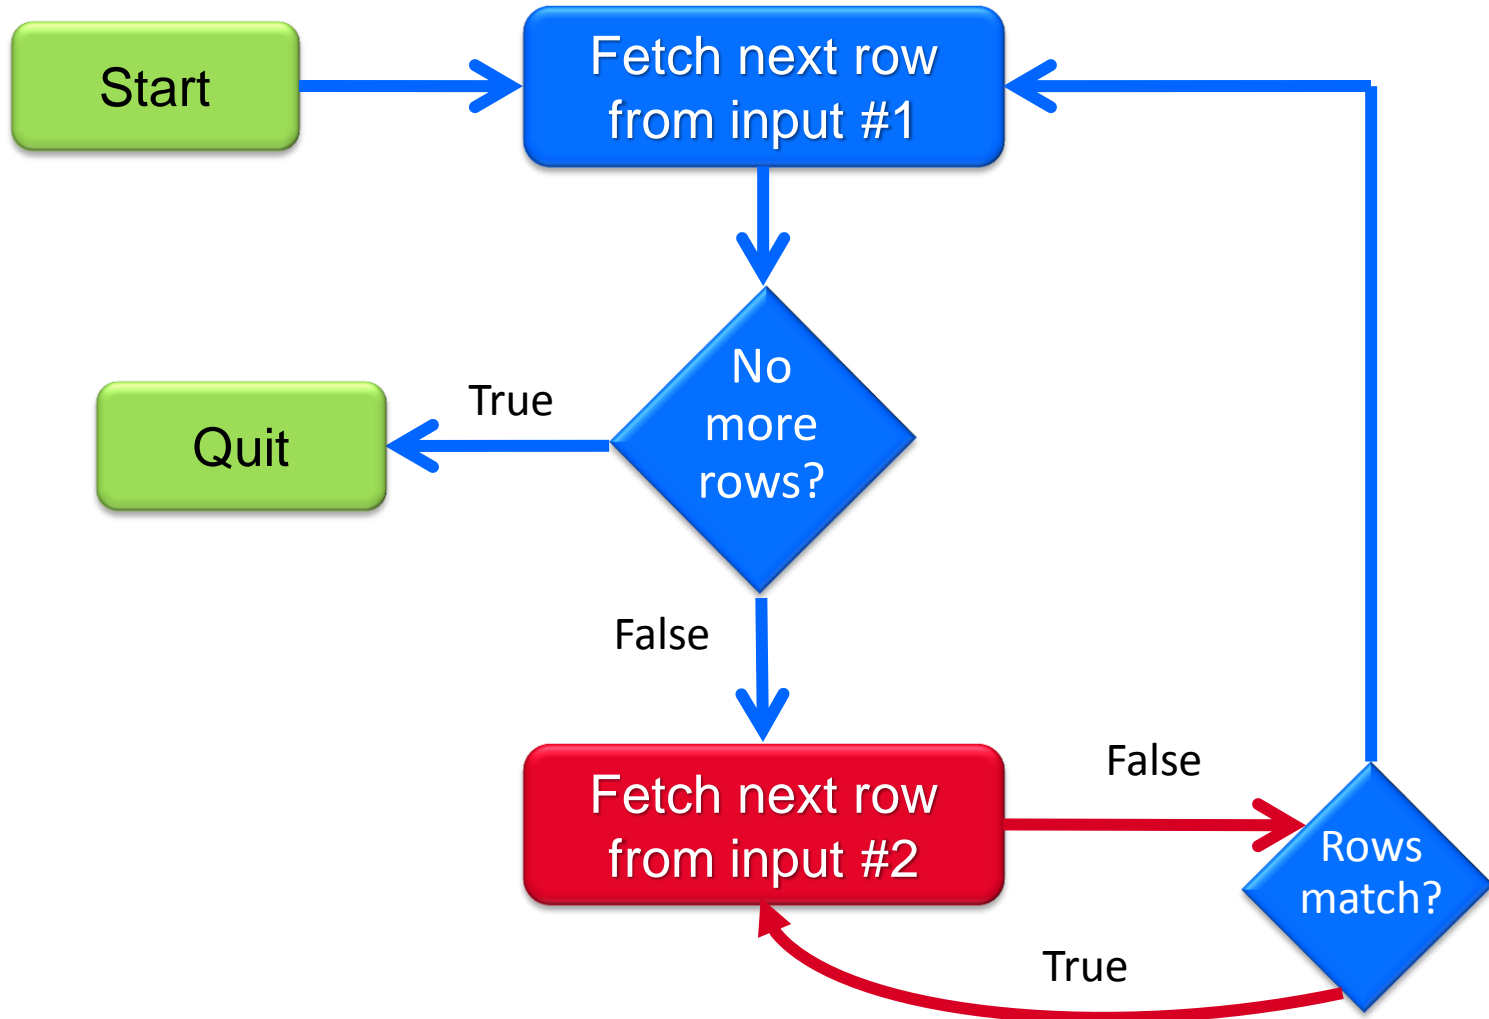 Start
Fetch next row
from input #1
No
more
rows?
True
Quit
False
Fetch next row
from input #2
False
Rows
match?
True